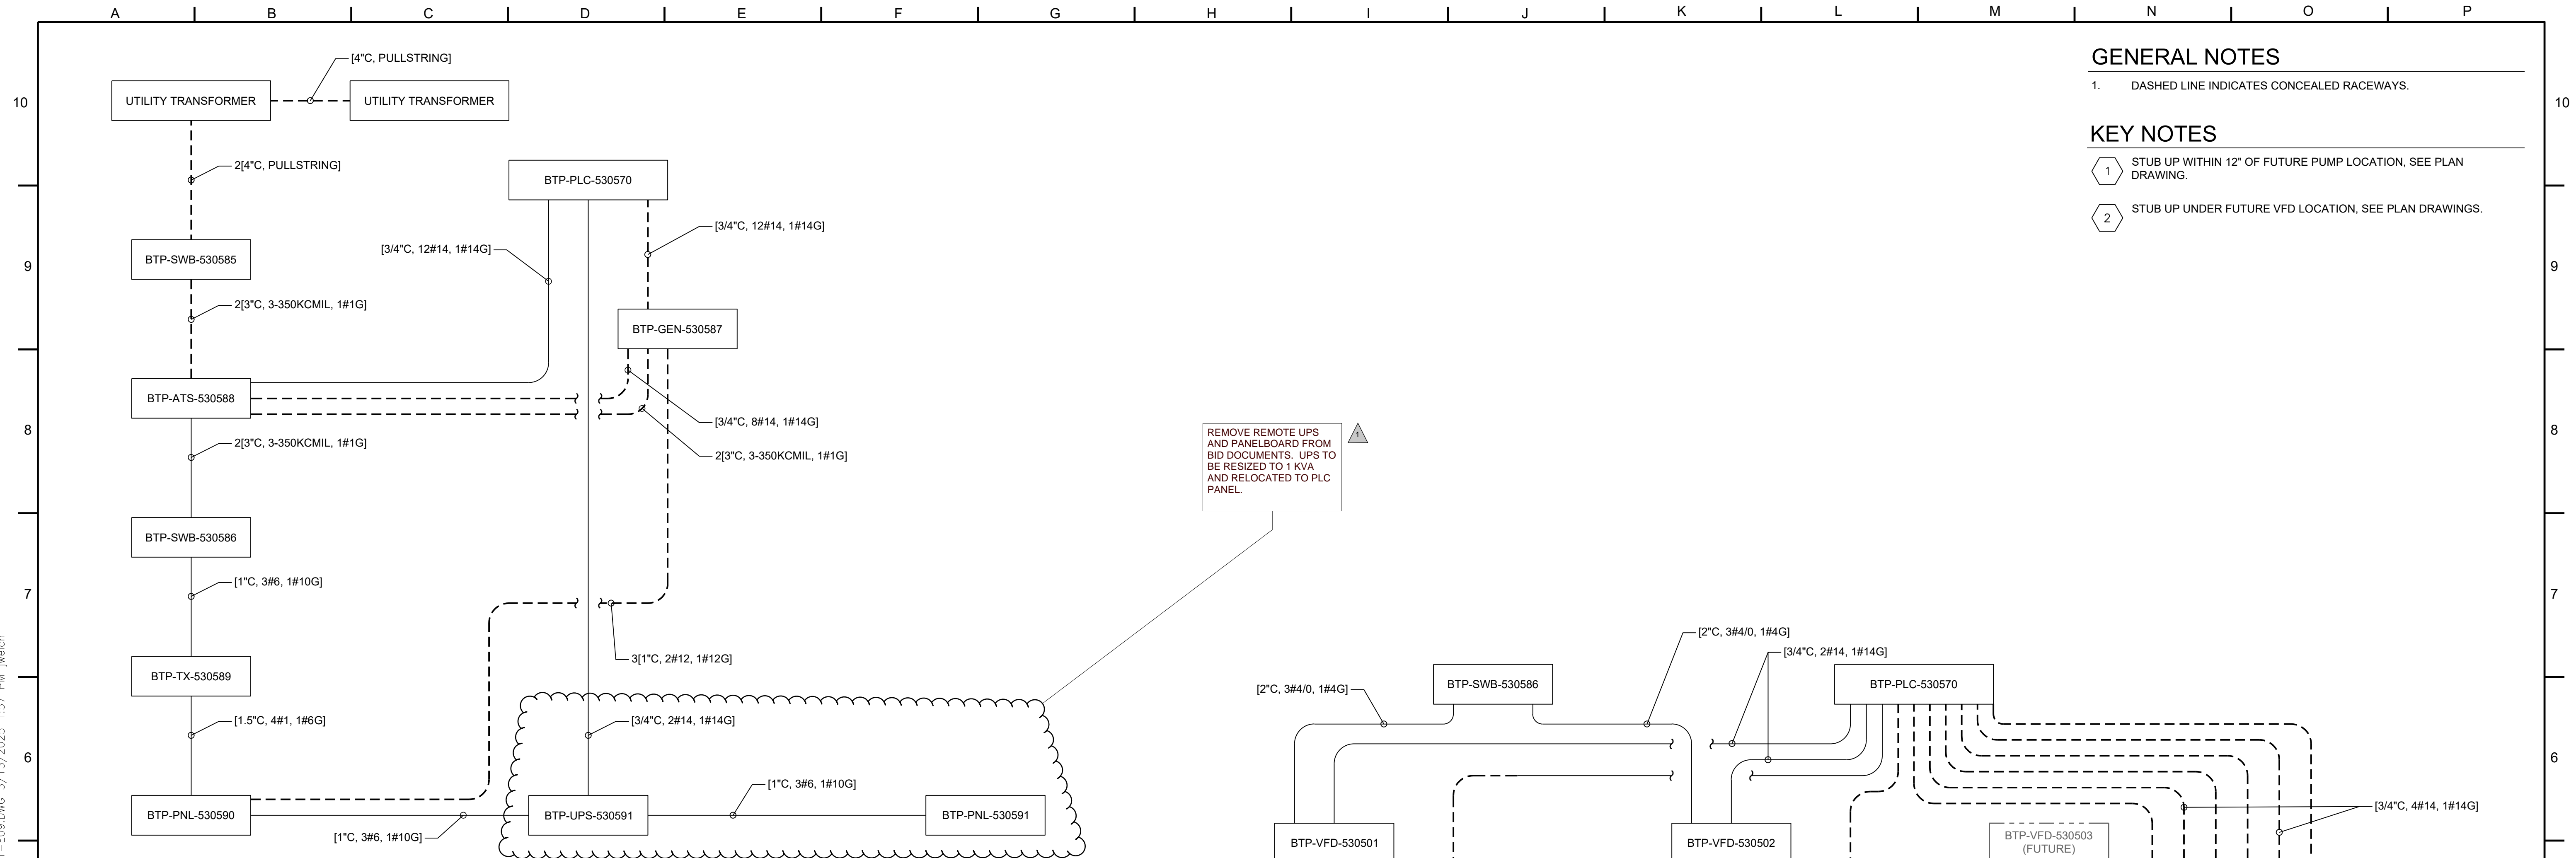 A B C D E F G H I J K L M N O P
[4"C, PULLSTRING]
GENERAL NOTES
1. DASHED LINE INDICATES CONCEALED RACEWAYS.
10 10
UTILITY TRANSFORMER
UTILITY TRANSFORMER
KEY NOTES
1 STUB UP WITHIN 12" OF FUTURE PUMP LOCATION, SEE PLAN
DRAWING.
2 STUB UP UNDER FUTURE VFD LOCATION, SEE PLAN DRAWINGS.
2[4"C, PULLSTRING]
BTP-PLC-530570
[3/4"C, 12#14, 1#14G]
[3/4"C, 12#14, 1#14G]
BTP-SWB-530585
9 9
2[3"C, 3-350KCMIL, 1#1G]
BTP-GEN-530587
BTP-ATS-530588
[3/4"C, 8#14, 1#14G]
8 8
2[3"C, 3-350KCMIL, 1#1G]
2[3"C, 3-350KCMIL, 1#1G]
REMOVE REMOTE UPS
AND PANELBOARD FROM
BID DOCUMENTS. UPS TO
BE RESIZED TO 1 KVA
AND RELOCATED TO PLC
PANEL.
1
BTP-SWB-530586
[1"C, 3#6, 1#10G]
7 7
3[1"C, 2#12, 1#12G]
BTP-TX-530589
[2"C, 3#4/0, 1#4G]
[3/4"C, 2#14, 1#14G]
[2"C, 3#4/0, 1#4G]
BTP-SWB-530586
BTP-PLC-530570
[1.5"C, 4#1, 1#6G]
[3/4"C, 2#14, 1#14G]
6 6
[1"C, 3#6, 1#10G]
BTP-PNL-530590
BTP-UPS-530591
BTP-PNL-530591
[1"C, 3#6, 1#10G]
[3/4"C, 4#14, 1#14G]
BTP-VFD-530501
BTP-VFD-530502
BTP-VFD-530503
(FUTURE)
1:57 PM jwelch